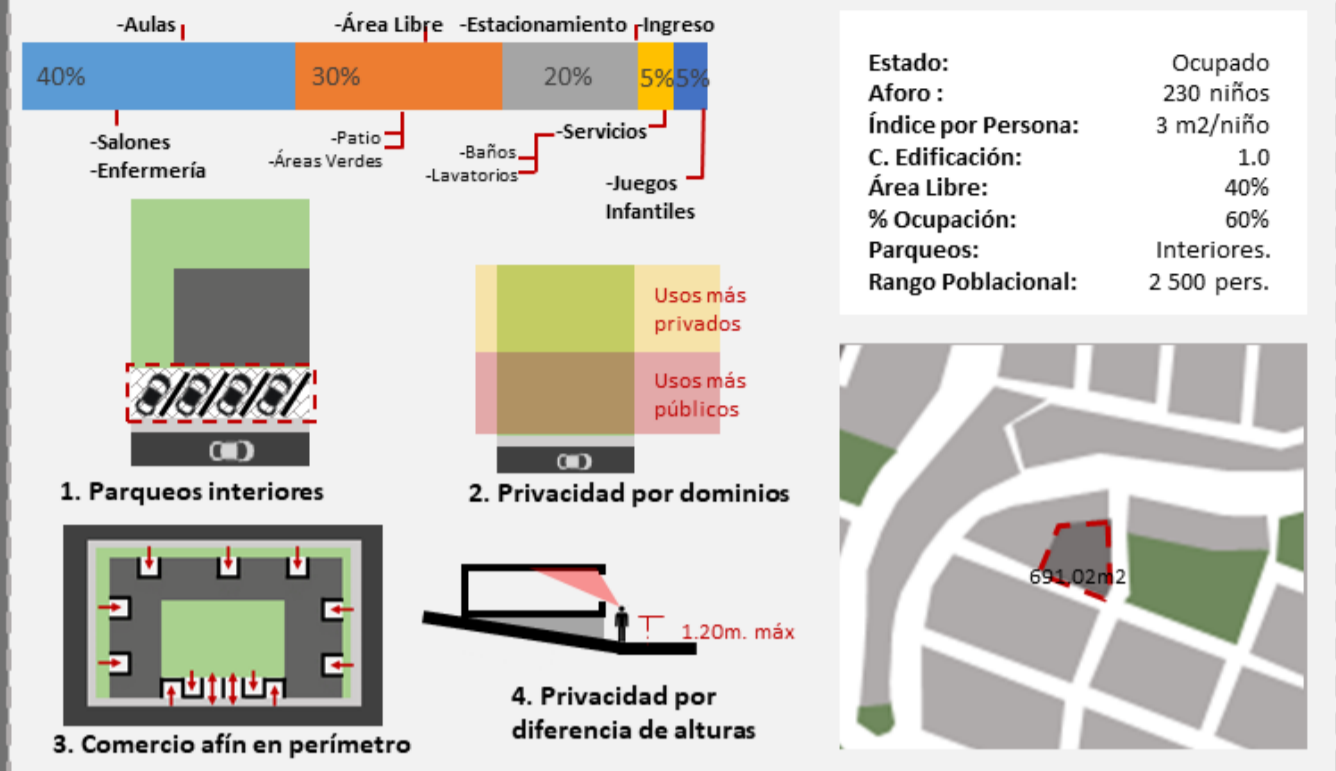 -Aulas
-Área Libre
-Estacionamiento
-Ingreso
40%
30%
20%
5%
5%
-Salones
-Enfermería
-Patio
-Áreas Verdes
-Baños
-Lavatorios
-Servicios
-Juegos
Infantiles
Estado: Ocupado
Aforo : 230 niños
Índice por Persona: 3 m2/niño
C. Edificación: 1.0
Área Libre: 40%
% Ocupación: 60%
Parqueos: Interiores.
Rango Poblacional: 2 500 pers.
Usos más
privados
Usos más
públicos
1. Parqueos interiores
2. Privacidad por dominios
691.02m2
1.20m. máx
3. Comercio afín en perímetro
4. Privacidad por
diferencia de alturas